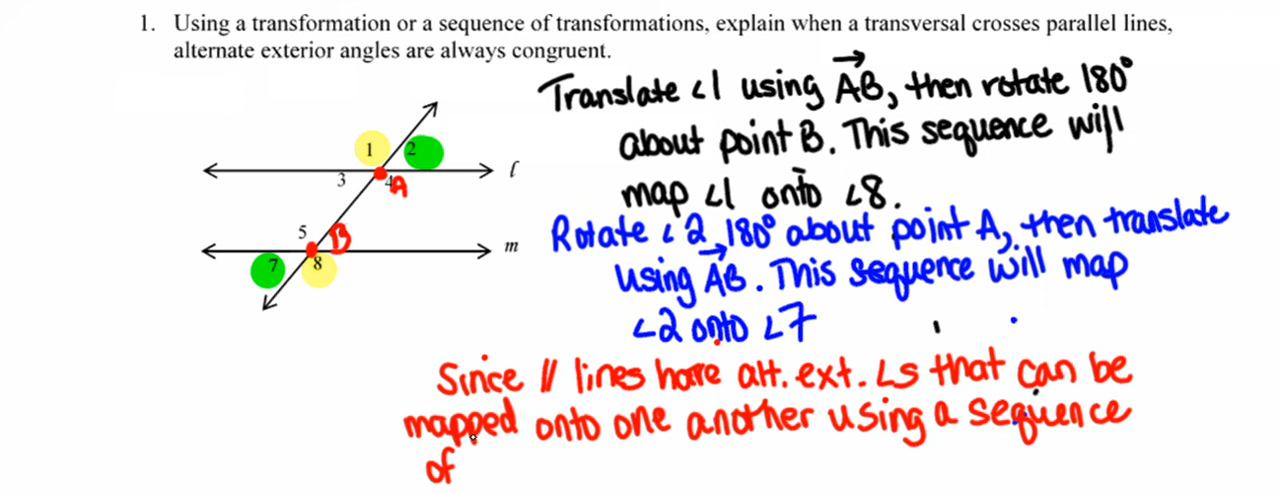 1. Using a transformation or a sequence of transformations, explain when a transversal crosses parallel lines,
alternate exterior angles are always congruent.
Translate ∠1 using AB, then rotate 180°
about point B. This sequence will
map ∠1 onto ∠8.
Rotate ∠2 180° about point A, then translate
using AB. This sequence will map
∠2 onto ∠7
Since // lines have alt. ext. ∠s that can be
mapped onto one another using a sequence
of
1
2
l
3
4
A
5
B
m
7
8